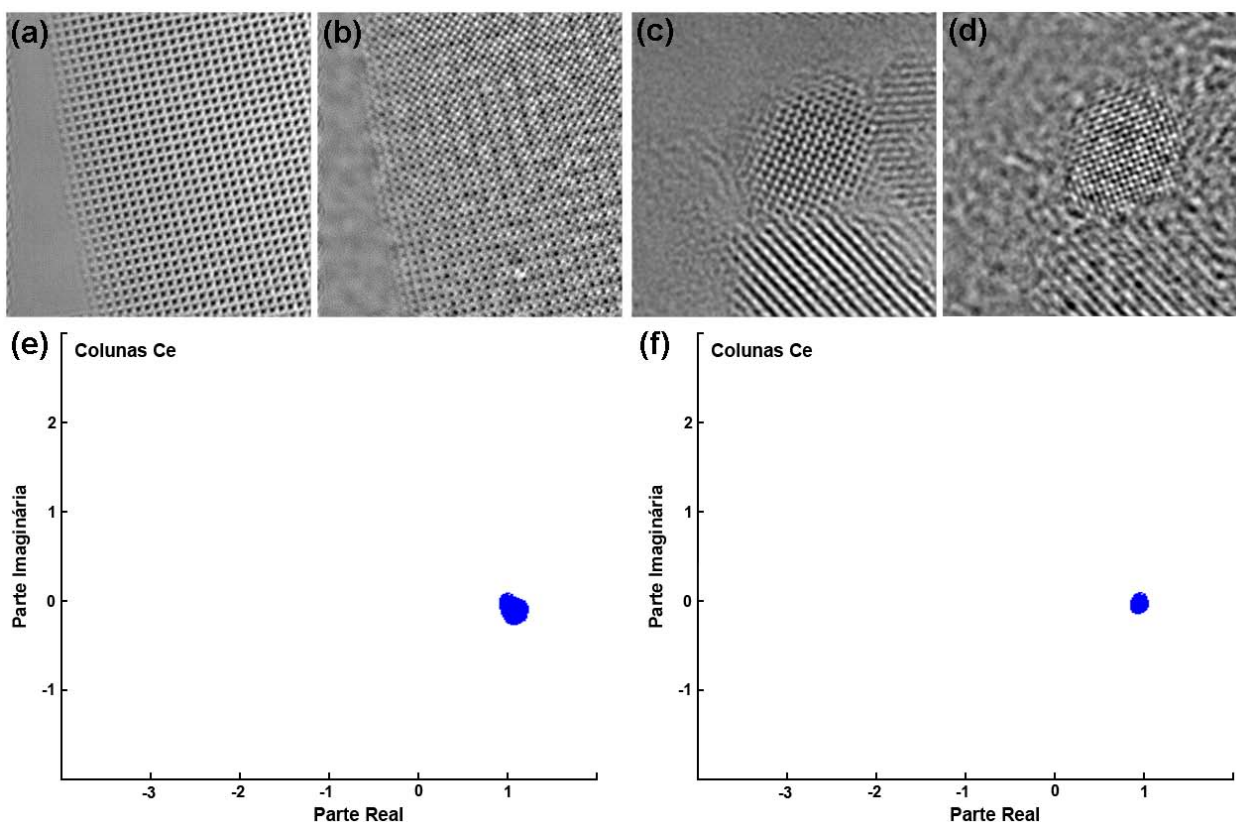 (a) (b) (c) (d)
(e) (f)
Colunas Ce Colunas Ce
2 2
1 1
0 0
-1 -1
Parte Imaginária Parte Imaginária
-3 -2 -1 0 1 -3 -2 -1 0 1
Parte Real Parte Real